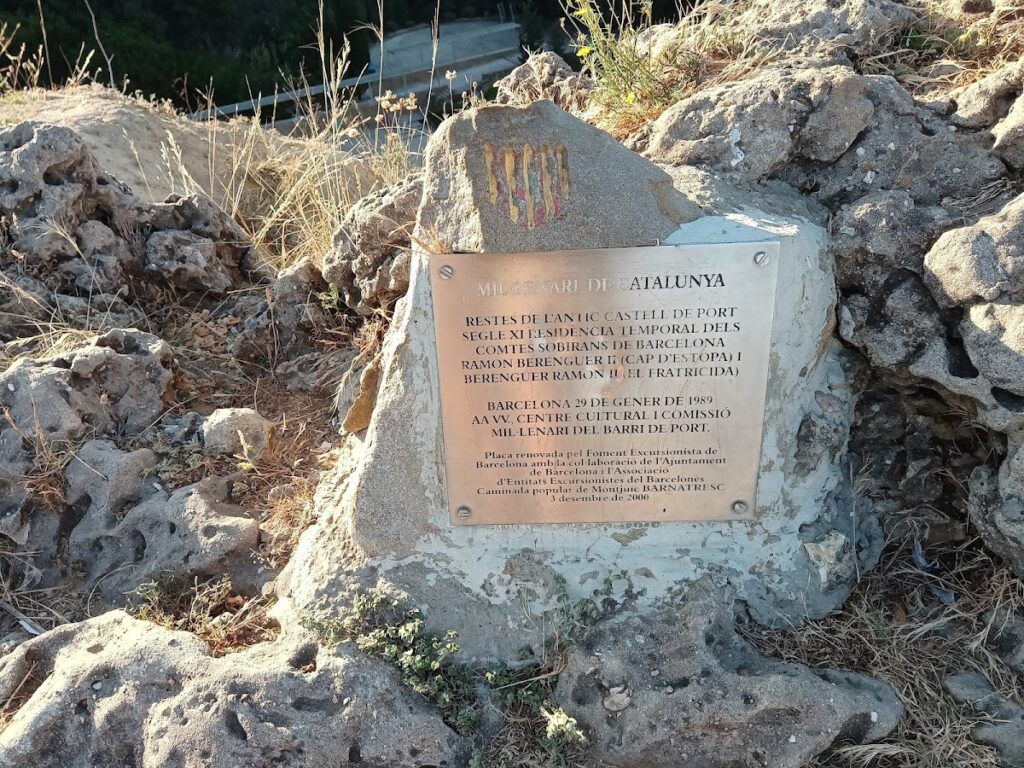 MIL·LENARI DE CATALUNYA
RESTES DE L'ANTIC CASTELL DE PORT
SEGLE XI RESIDÈNCIA TEMPORAL DELS
COMTES SOBIRANS DE BARCELONA
RAMON BERENGUER II (CAP D'ESTOPA) I
BERENGUER RAMON II (EL FRATRICIDA)
BARCELONA 29 DE GENER DE 1989
AA VV., CENTRE CULTURAL I COMISSIÓ
MIL·LENARI DEL BARRI DE PORT.
Placa renovada pel Foment Excursionista de
Barcelona amb la col·laboració de l'Ajuntament
de Barcelona i l'Associació
d'Entitats Excursionistes del Barcelonès
Caminada popular de Montjuïc BARNATRESC
3 desembre de 2000